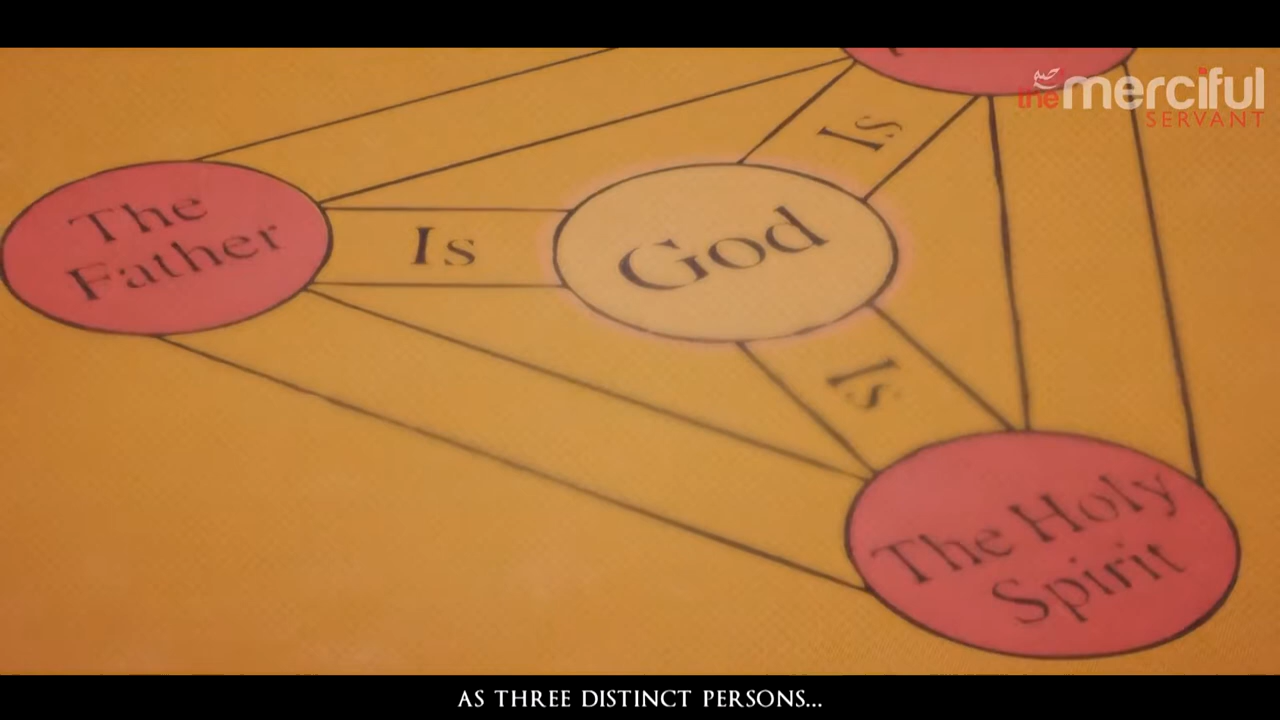 the merciful
SERVANT
Is
The
Father
Is
God
Is
The Holy
Spirit
AS THREE DISTINCT PERSONS...